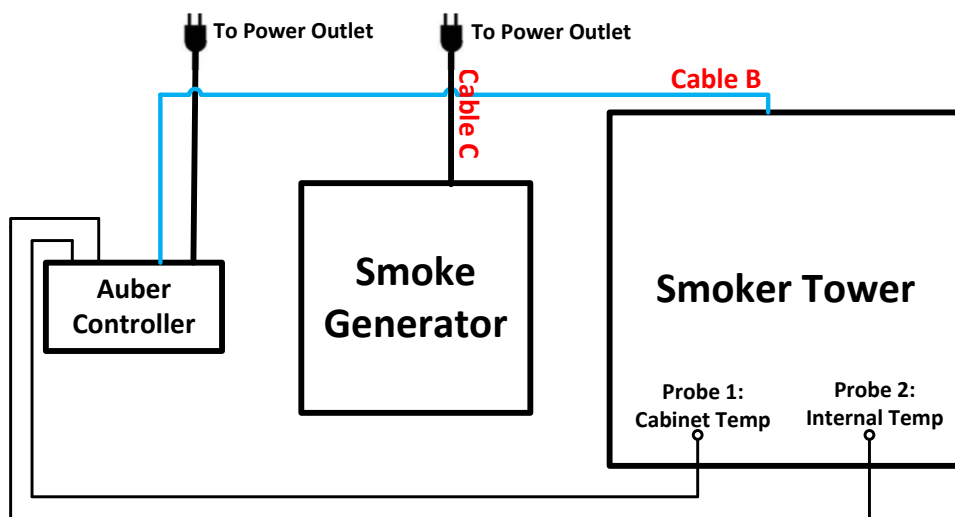 To Power Outlet
To Power Outlet
Cable B
Cable C
Auber
Controller
Smoke
Generator
Smoker Tower
Probe 1:
Cabinet Temp
Probe 2:
Internal Temp